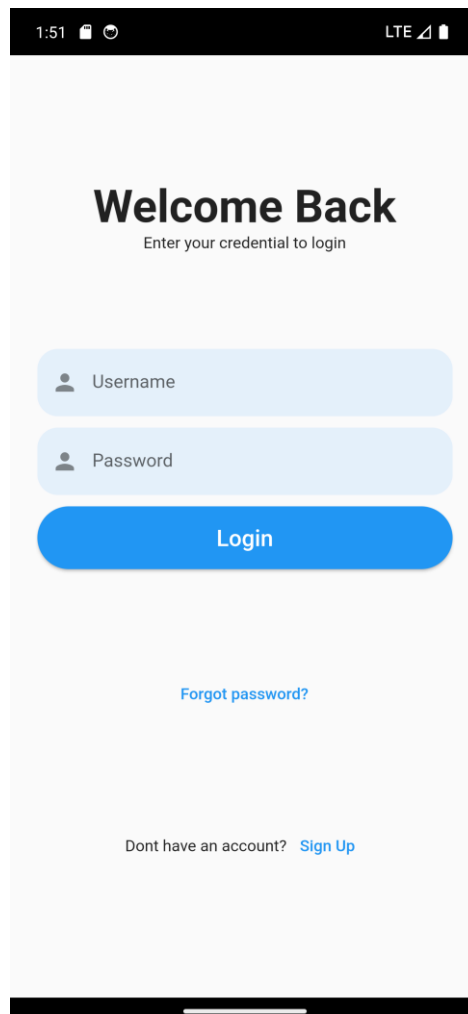 1:51 LTE
Welcome Back
Enter your credential to login
Username
Password
Login
Forgot password?
Dont have an account? Sign Up